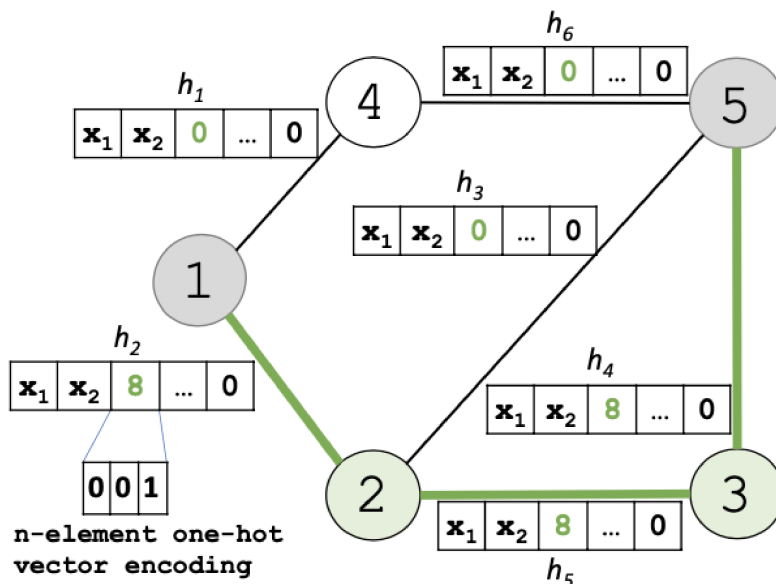 h6
x1 x2 0 ... 0
4
5
h1
x1 x2 0 ... 0
h3
x1 x2 0 ... 0
1
h2
x1 x2 8 ... 0
h4
x1 x2 8 ... 0
0 0 1
2
3
n-element one-hot
vector encoding
x1 x2 8 ... 0
h5